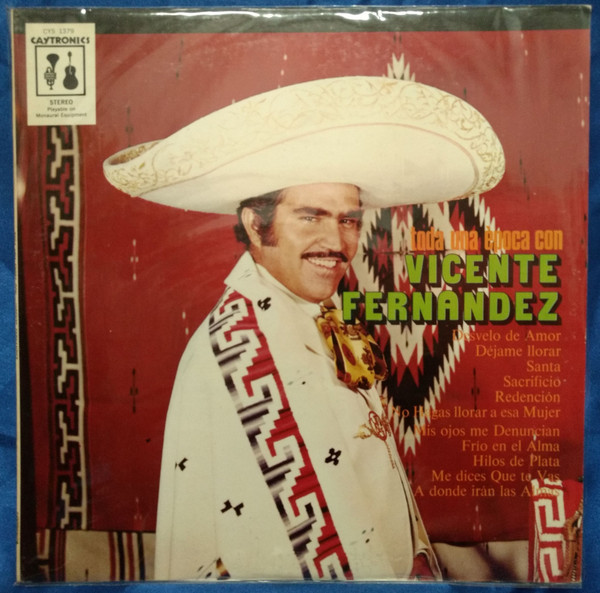 CYS 1379
CAYTRONICS
STEREO
Playable on
Monaural Equipment
toda una época con
VICENTE
FERNANDEZ
Desvelo de Amor
Déjame llorar
Santa
Sacrificio
Redención
No Hagas llorar a esa Mujer
Mis ojos me Denuncian
Frío en el Alma
Hilos de Plata
Me dices Que te Vas
A donde irán las Almas